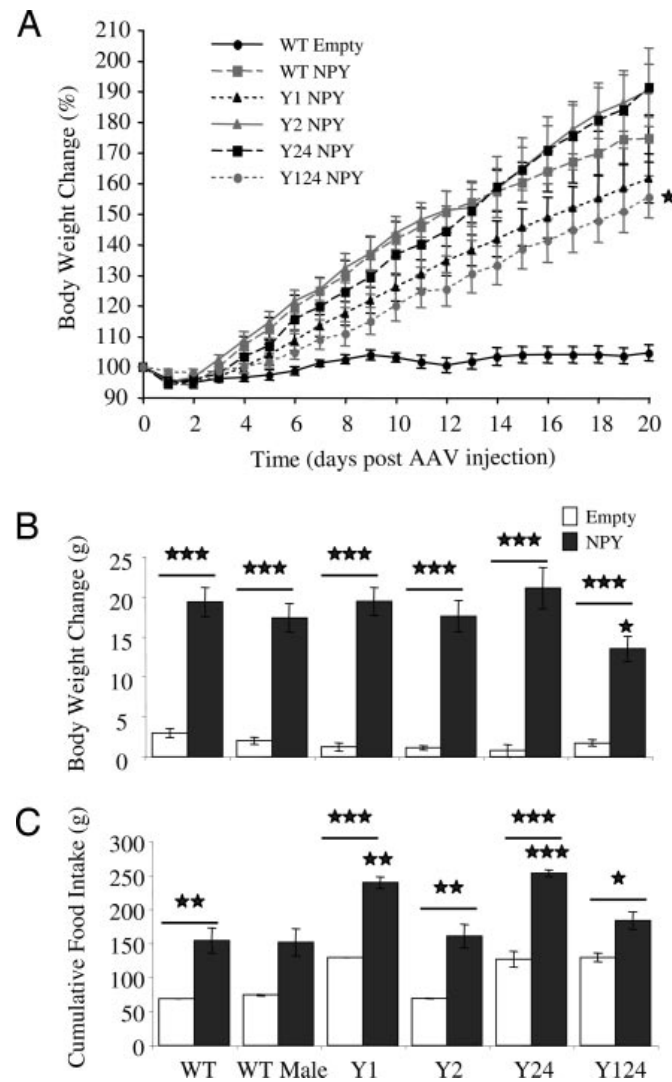 A
210
200
190
180
170
160
150
140
130
120
110
100
90
Body Weight Change (%)
WT Empty
WT NPY
Y1 NPY
Y2 NPY
Y24 NPY
Y124 NPY
0 2 4 6 8 10 12 14 16 18 20
Time (days post AAV injection)
B
Empty
NPY
25
20
15
10
5
0
Body Weight Change (g)
★★★ ★★★ ★★★ ★★★ ★★★ ★★★
★
C
300
250
200
150
100
50
0
Cumulative Food Intake (g)
★★ ★★★ ★★ ★★★ ★
★★ ★★★
WT WT Male Y1 Y2 Y24 Y124